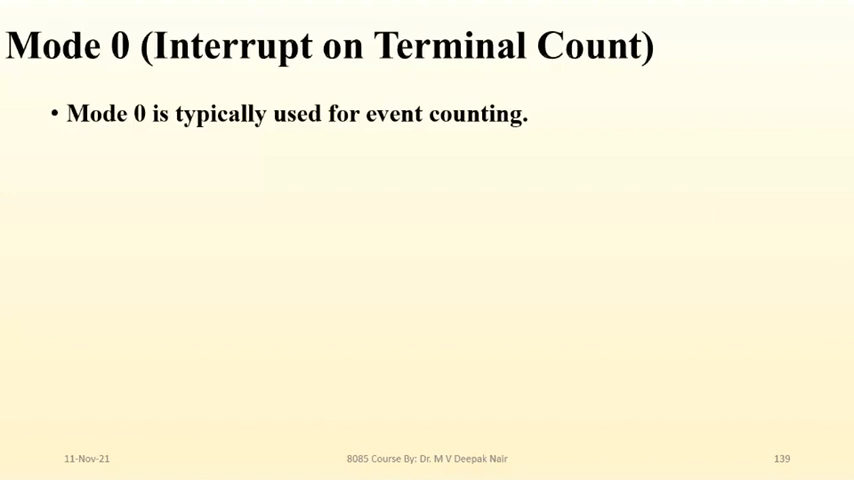 Mode 0 (Interrupt on Terminal Count)
• Mode 0 is typically used for event counting.
11-Nov-21 8085 Course By: Dr. M V Deepak Nair 139